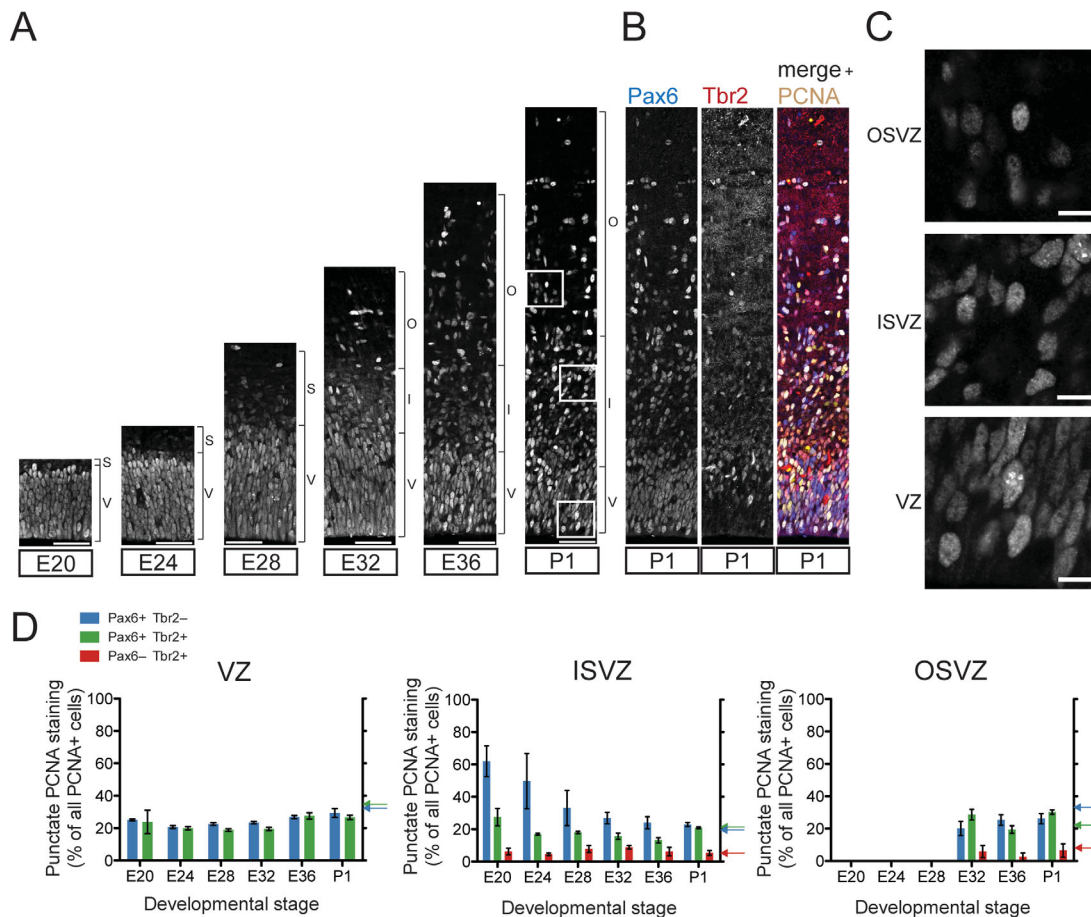 A
B
C
Pax6 Tbr2 merge + PCNA
OSVZ
ISVZ
VZ
S
V
S
V
S
V
O
I
V
O
I
V
O
I
V
E20 E24 E28 E32 E36 P1 P1 P1 P1
D
Pax6+ Tbr2–
Pax6+ Tbr2+
Pax6– Tbr2+
VZ
Punctate PCNA staining
(% of all PCNA+ cells)
100
80
60
40
20
0
E20 E24 E28 E32 E36 P1
Developmental stage
ISVZ
Punctate PCNA staining
(% of all PCNA+ cells)
100
80
60
40
20
0
E20 E24 E28 E32 E36 P1
Developmental stage
OSVZ
Punctate PCNA staining
(% of all PCNA+ cells)
100
80
60
40
20
0
E20 E24 E28 E32 E36 P1
Developmental stage